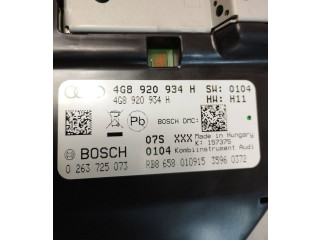 4G8 920 934 H SW: 0104
4G8 920 934 H HW: H11
Pb BOSCH DMC:
BOSCH 07S XXX Made in Hungary
K: 15737S
0104 Kombiinstrument Audi
0 263 725 073 RB8 658 010915 3596 0372